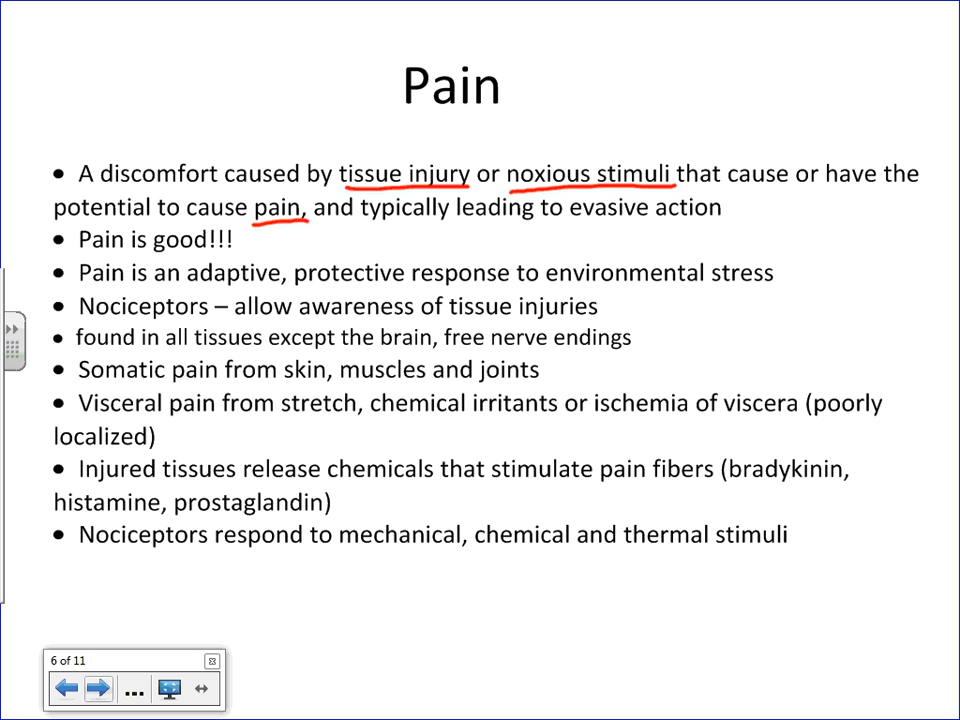 Pain
• A discomfort caused by tissue injury or noxious stimuli that cause or have the
potential to cause pain, and typically leading to evasive action
• Pain is good!!!
• Pain is an adaptive, protective response to environmental stress
• Nociceptors – allow awareness of tissue injuries
• found in all tissues except the brain, free nerve endings
• Somatic pain from skin, muscles and joints
• Visceral pain from stretch, chemical irritants or ischemia of viscera (poorly
localized)
• Injured tissues release chemicals that stimulate pain fibers (bradykinin,
histamine, prostaglandin)
• Nociceptors respond to mechanical, chemical and thermal stimuli
6 of 11
...